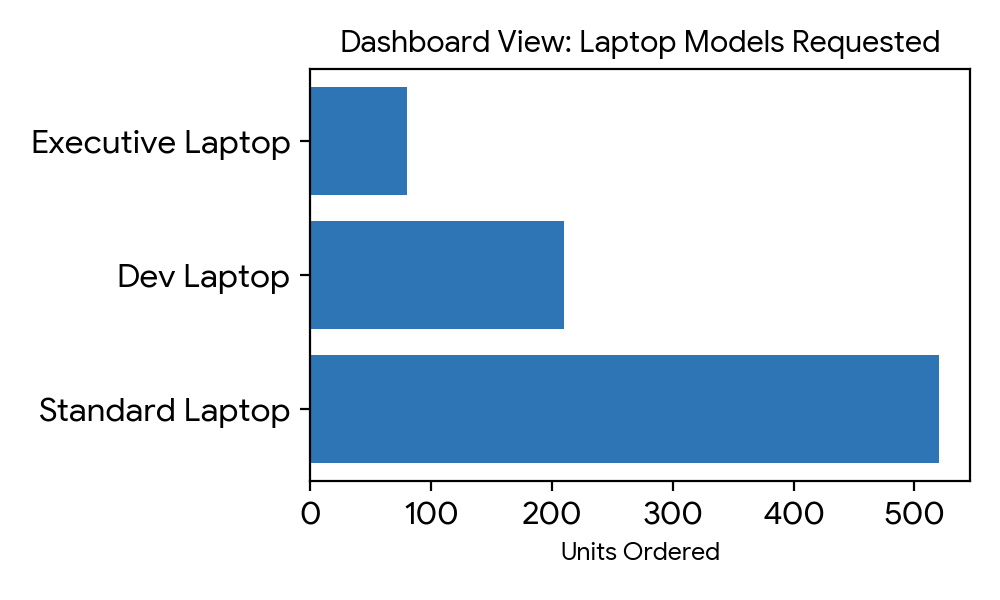 Dashboard View: Laptop Models Requested
Executive Laptop
Dev Laptop
Standard Laptop
0 100 200 300 400 500
Units Ordered